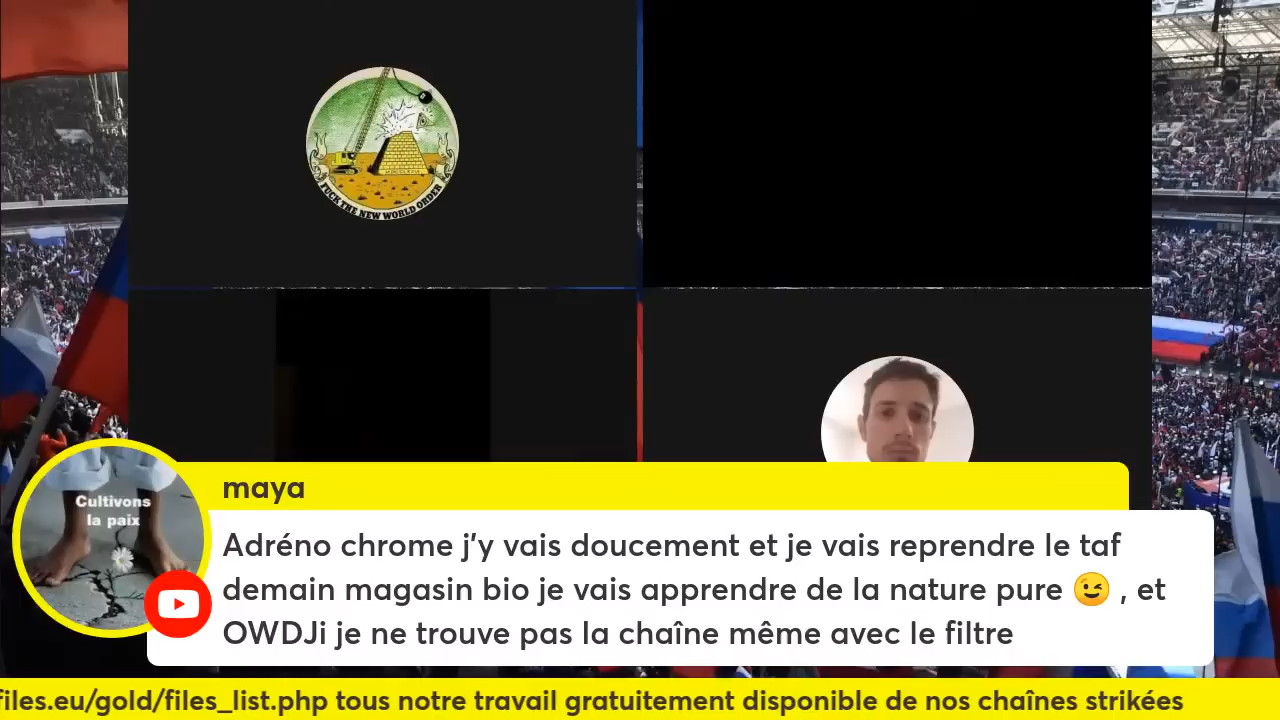 FUCK THE NEW WORLD ORDER
Cultivons
la paix
maya
Adréno chrome j'y vais doucement et je vais reprendre le taf
demain magasin bio je vais apprendre de la nature pure 😉 , et
OWDJi je ne trouve pas la chaîne même avec le filtre
files.eu/gold/files_list.php tous notre travail gratuitement disponible de nos chaînes strikées